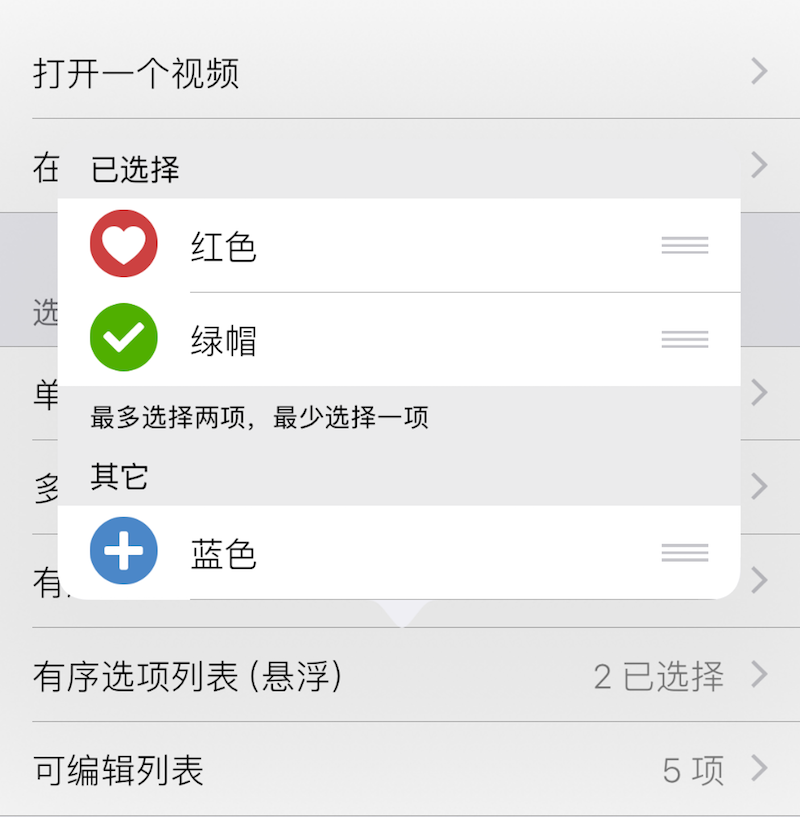 打开一个视频
在
已选择
红色
选
绿帽
单
最多选择两项，最少选择一项
其它
多
蓝色
有
有序选项列表 (悬浮)
2 已选择
可编辑列表
5 项